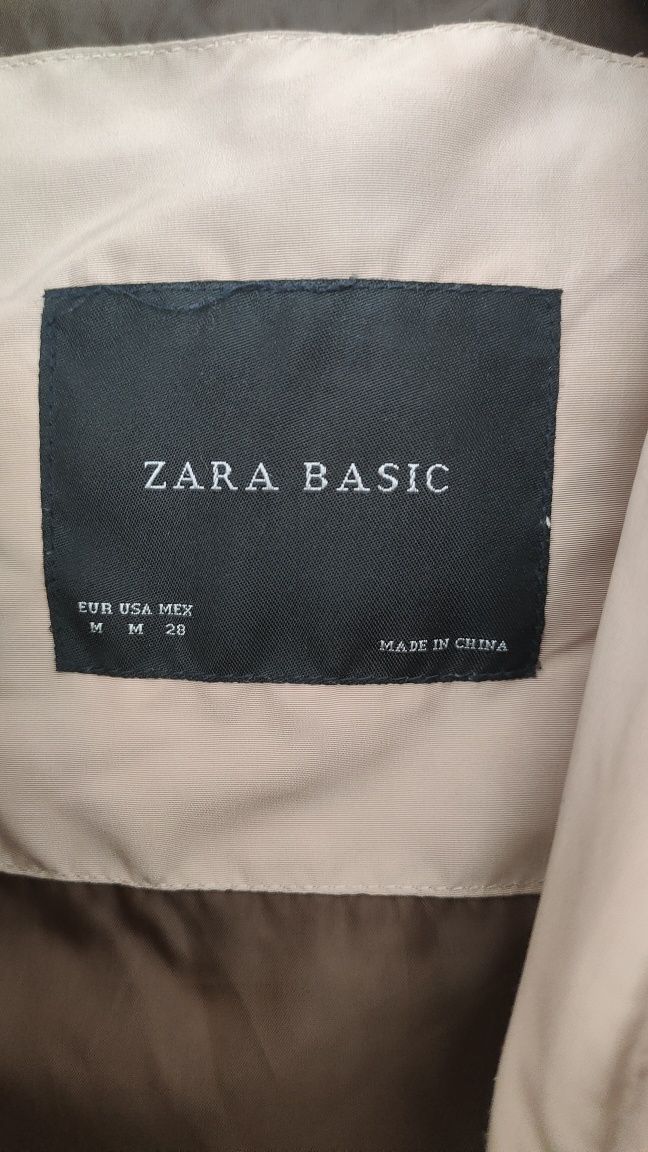 ZARA BASIC
EUR USA MEX
M M 28
MADE IN CHINA